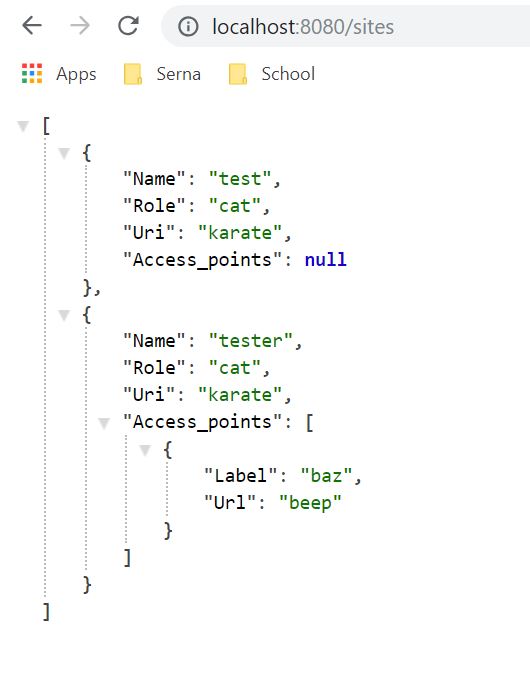 localhost:8080/sites
Apps Serna School
[
{
"Name": "test",
"Role": "cat",
"Uri": "karate",
"Access_points": null
},
{
"Name": "tester",
"Role": "cat",
"Uri": "karate",
"Access_points": [
{
"Label": "baz",
"Url": "beep"
}
]
}
]